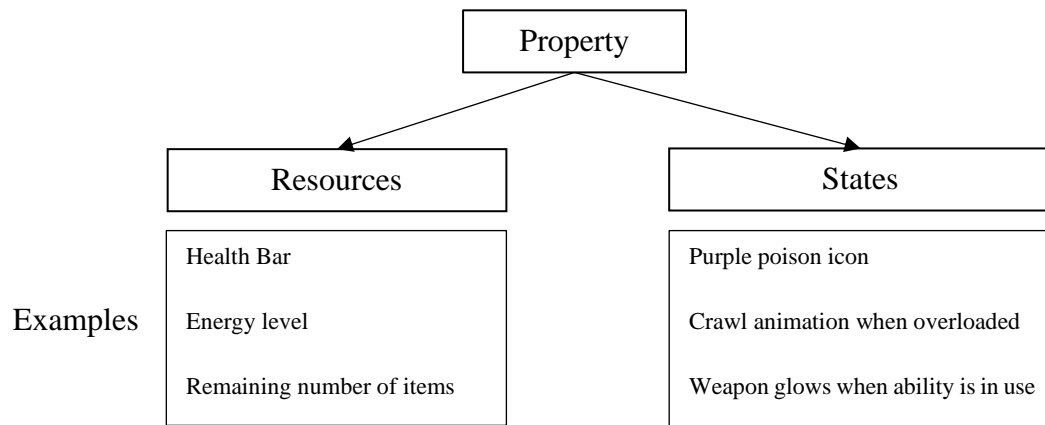 Property
Resources
States
Examples
Health Bar
Energy level
Remaining number of items
Purple poison icon
Crawl animation when overloaded
Weapon glows when ability is in use